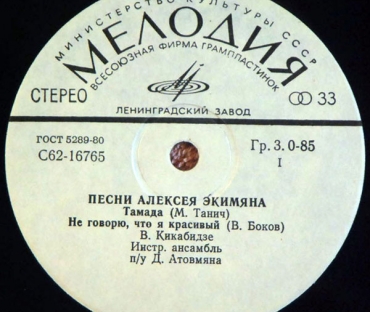 МИНИСТЕРСТВО КУЛЬТУРЫ СССР
МЕЛОДИЯ
ВСЕСОЮЗНАЯ ФИРМА ГРАМПЛАСТИНОК
СТЕРЕО
33
ЛЕНИНГРАДСКИЙ ЗАВОД
ГОСТ 5289-80
С62-16765
Гр. 3. 0-85
I
ПЕСНИ АЛЕКСЕЯ ЭКИМЯНА
Тамада (М. Танич)
Не говорю, что я красивый (В. Боков)
В. Кикабидзе
Инстр. ансамбль
п/у Д. Атовмяна